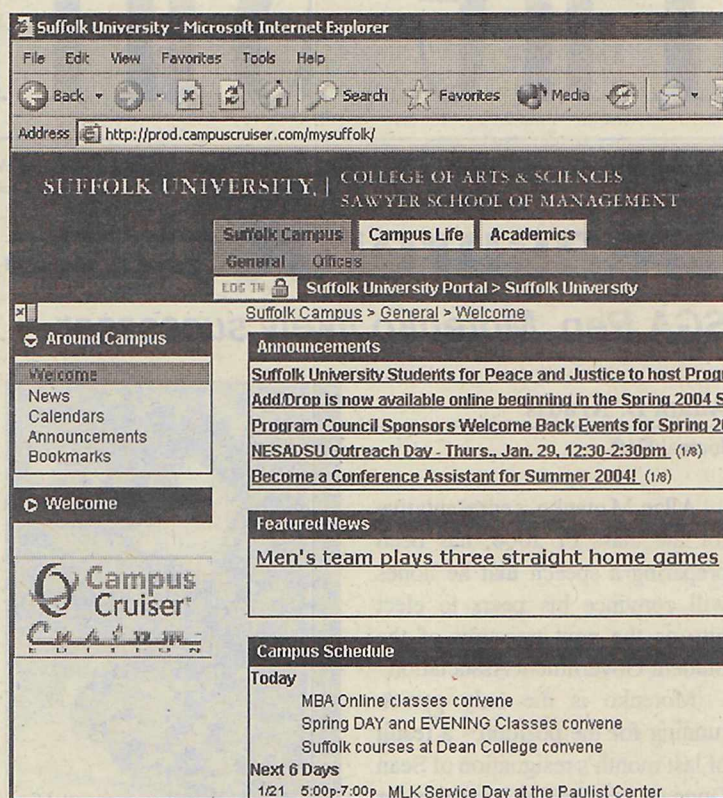 Suffolk University - Microsoft Internet Explorer
File Edit View Favorites Tools Help
Back Search Favorites Media
Address http://prod.campuscruiser.com/mysuffolk/
SUFFOLK UNIVERSITY | COLLEGE OF ARTS & SCIENCES
SAWYER SCHOOL OF MANAGEMENT
Suffolk Campus Campus Life Academics
General Offices
LOG IN Suffolk University Portal > Suffolk University
Suffolk Campus > General > Welcome
Around Campus
Welcome
News
Calendars
Announcements
Bookmarks
Welcome
Campus
Cruiser
Custom
EDITION
Announcements
Suffolk University Students for Peace and Justice to host Progr
Add/Drop is now available online beginning in the Spring 2004 S
Program Council Sponsors Welcome Back Events for Spring 20
NESADSU Outreach Day - Thurs., Jan. 29, 12:30-2:30pm (1/8)
Become a Conference Assistant for Summer 2004! (1/8)
Featured News
Men's team plays three straight home games
Campus Schedule
Today
MBA Online classes convene
Spring DAY and EVENING Classes convene
Suffolk courses at Dean College convene
Next 6 Days
1/21 5:00p-7:00p MLK Service Day at the Paulist Center